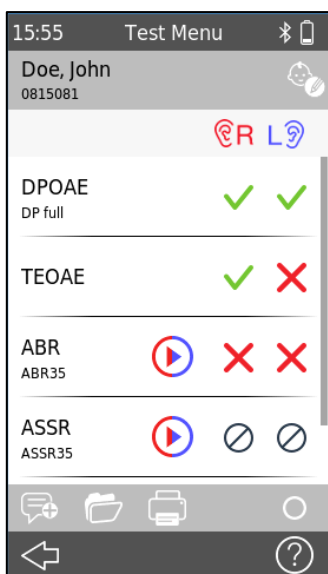 15:55 Test Menu
Doe, John
0815081
R L
DPOAE
DP full
TEOAE
ABR
ABR35
ASSR
ASSR35
?